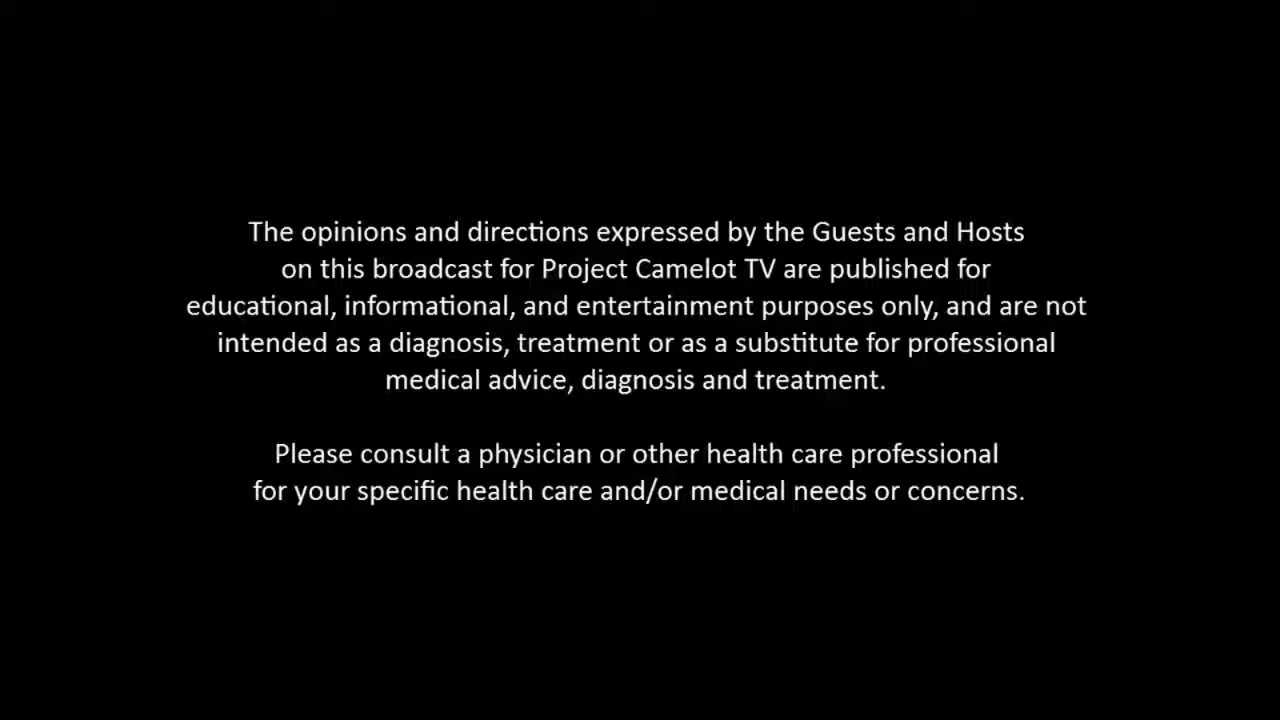 The opinions and directions expressed by the Guests and Hosts
on this broadcast for Project Camelot TV are published for
educational, informational, and entertainment purposes only, and are not
intended as a diagnosis, treatment or as a substitute for professional
medical advice, diagnosis and treatment.
Please consult a physician or other health care professional
for your specific health care and/or medical needs or concerns.